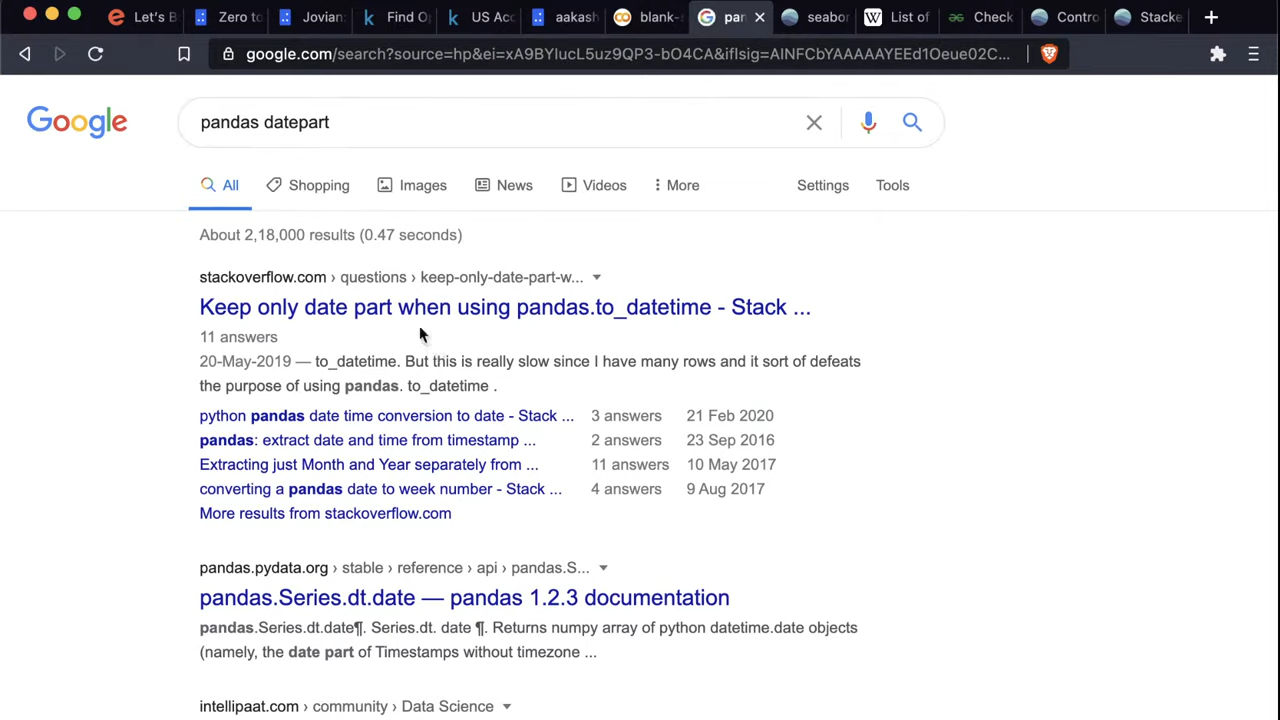 Let's B
Zero to
Jovian:
Find O
US Acc
aakash
blank-
pan
seabor
W List of
Check
Contro
Stacke
google.com/search?source=hp&ei=xA9BYIucL5uz9QP3-bO4CA&iflsig=AINFCbYAAAAAYEEd1Oeue02C...
Google
pandas datepart
All
Shopping
Images
News
Videos
More
Settings
Tools
About 2,18,000 results (0.47 seconds)
stackoverflow.com › questions › keep-only-date-part-w...
Keep only date part when using pandas.to_datetime - Stack ...
11 answers
20-May-2019 — to_datetime. But this is really slow since I have many rows and it sort of defeats
the purpose of using pandas. to_datetime .
python pandas date time conversion to date - Stack ... 3 answers 21 Feb 2020
pandas: extract date and time from timestamp ... 2 answers 23 Sep 2016
Extracting just Month and Year separately from ... 11 answers 10 May 2017
converting a pandas date to week number - Stack ... 4 answers 9 Aug 2017
More results from stackoverflow.com
pandas.pydata.org › stable › reference › api › pandas.S...
pandas.Series.dt.date — pandas 1.2.3 documentation
pandas.Series.dt.date¶. Series.dt. date ¶. Returns numpy array of python datetime.date objects
(namely, the date part of Timestamps without timezone ...
intellipaat.com › community › Data Science